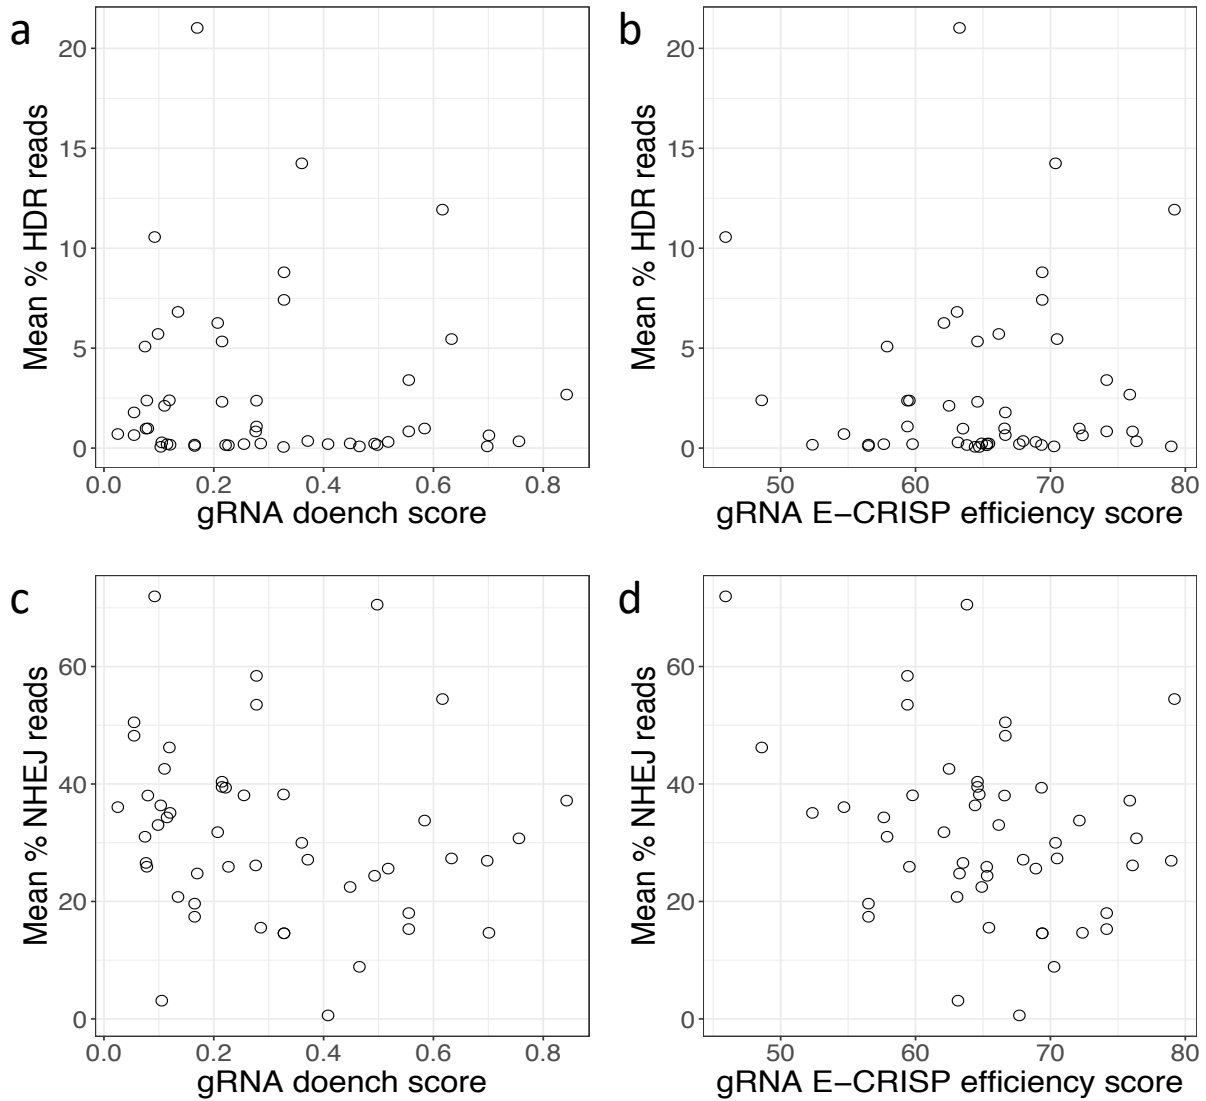 a
Mean % HDR reads
20
15
10
5
0
0.0 0.2 0.4 0.6 0.8
gRNA doench score
b
Mean % HDR reads
20
15
10
5
0
50 60 70 80
gRNA E−CRISP efficiency score
c
Mean % NHEJ reads
60
40
20
0
0.0 0.2 0.4 0.6 0.8
gRNA doench score
d
Mean % NHEJ reads
60
40
20
0
50 60 70 80
gRNA E−CRISP efficiency score